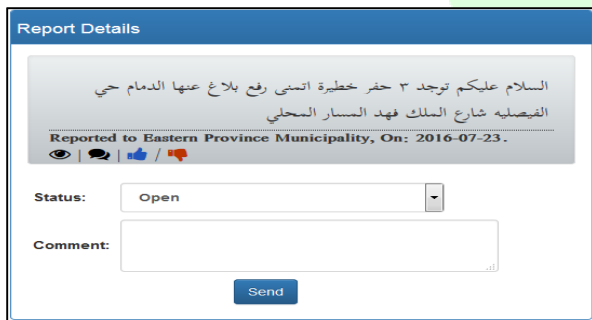 Report Details
السلام عليكم توجد ٣ حفر خطيرة اتمنى رفع بلاغ عنها الدمام حي
الفيصليه شارع الملك فهد المسار المحلي
Reported to Eastern Province Municipality, On: 2016-07-23.
| | /
Status: Open
Comment:
Send